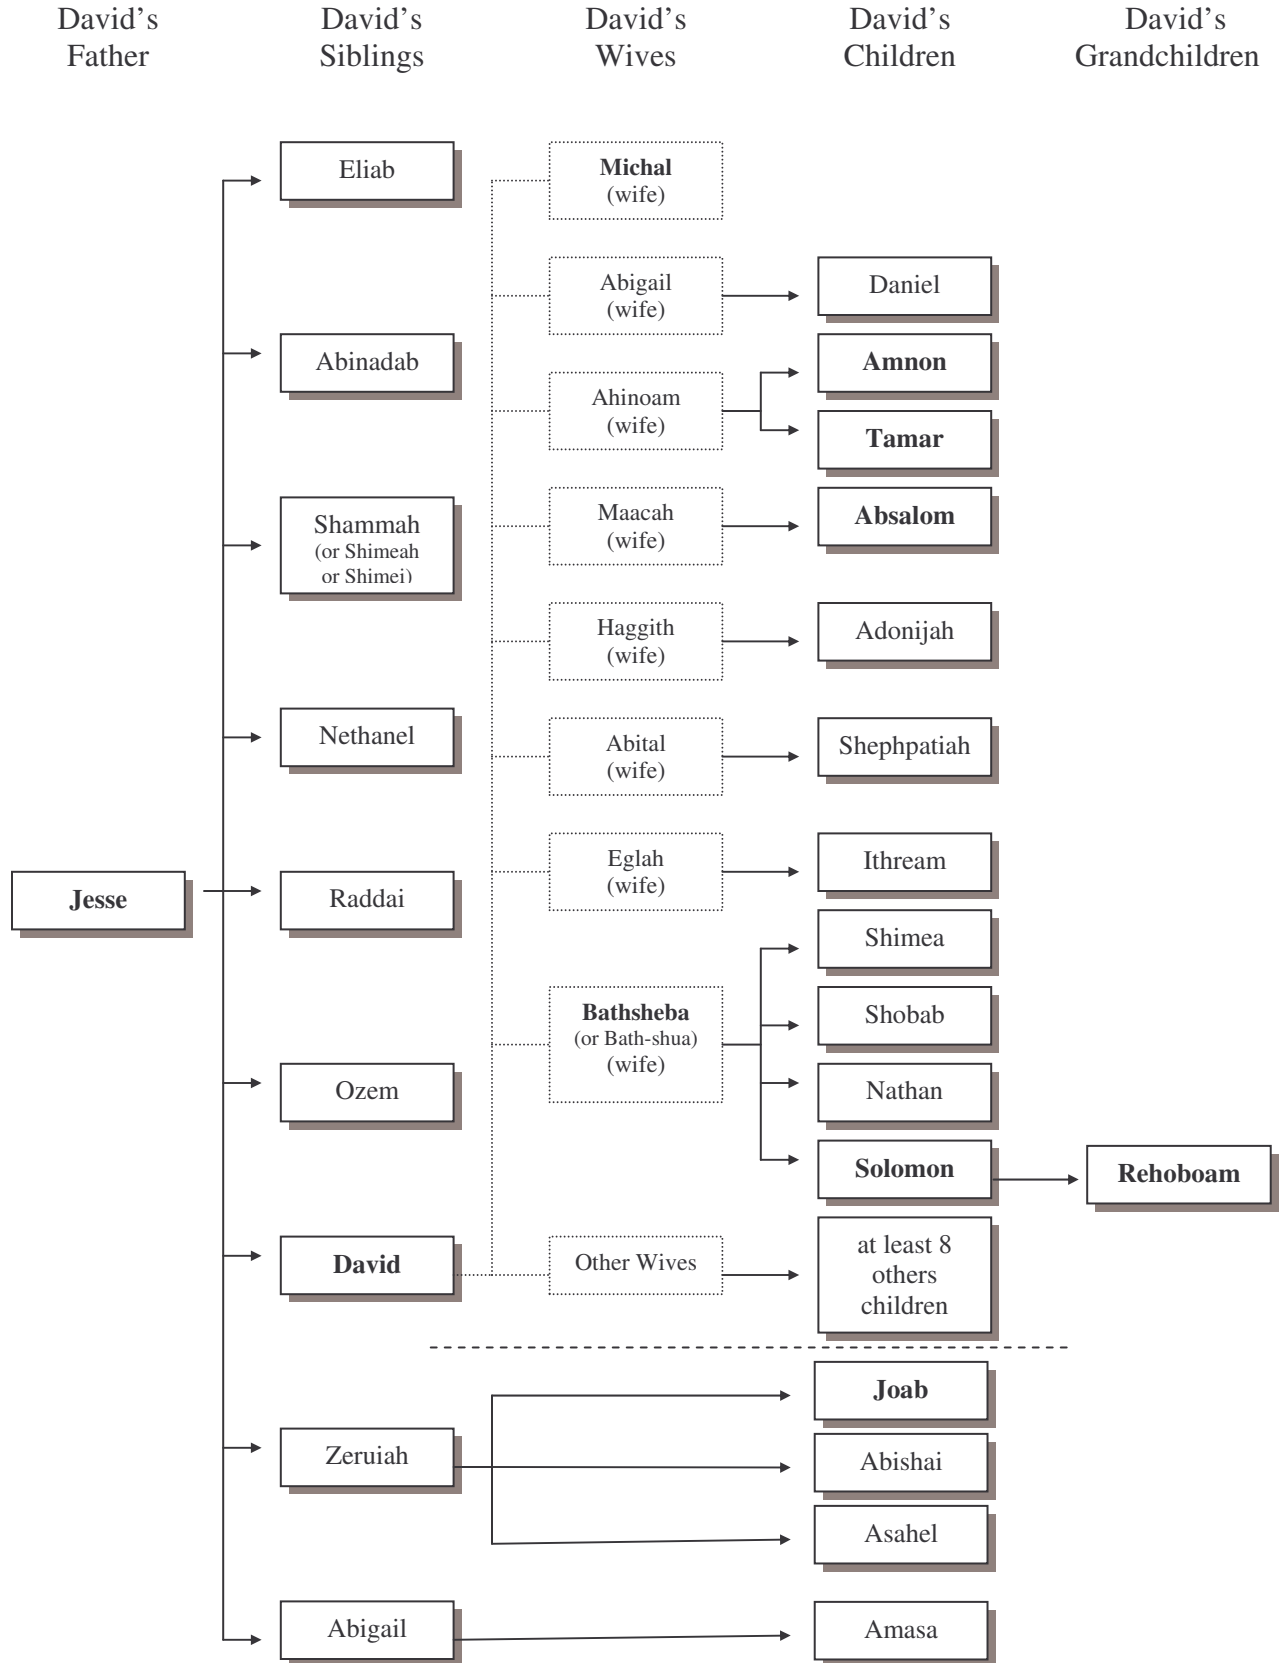 David's
Father
David's
Siblings
David's
Wives
David's
Children
David's
Grandchildren
Jesse
Eliab
Abinadab
Shammah
(or Shimeah
or Shimei)
Nethanel
Raddai
Ozem
David
Zeruiah
Abigail
Michal
(wife)
Abigail
(wife)
Ahinoam
(wife)
Maacah
(wife)
Haggith
(wife)
Abital
(wife)
Eglah
(wife)
Bathsheba
(or Bath-shua)
(wife)
Other Wives
Daniel
Amnon
Tamar
Absalom
Adonijah
Shephpatiah
Ithream
Shimea
Shobab
Nathan
Solomon
at least 8
others
children
Joab
Abishai
Asahel
Amasa
Rehoboam